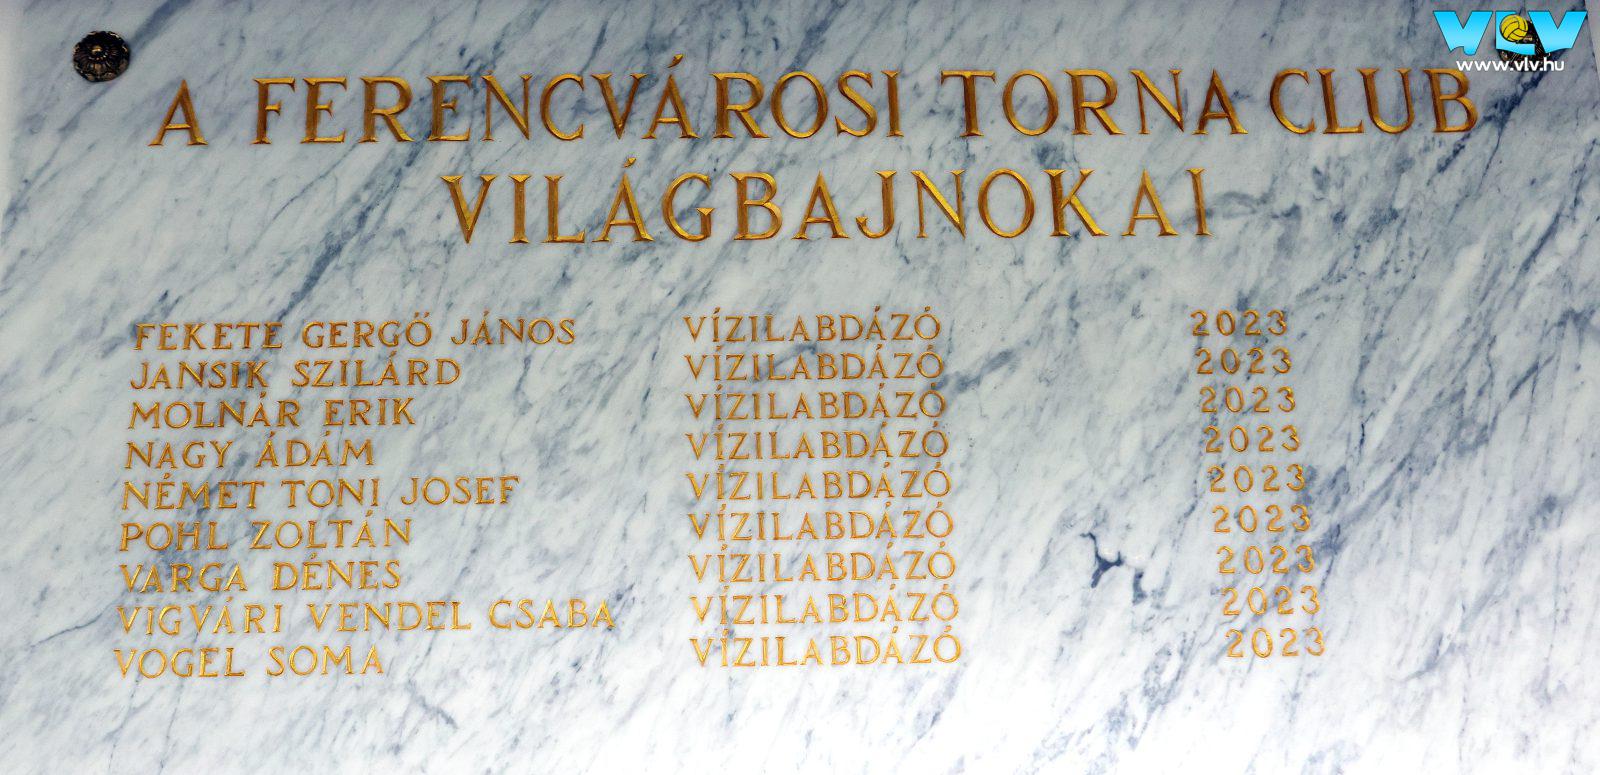 VLV
www.vlv.hu
A FERENCVÁROSI TORNA CLUB
VILÁGBAJNOKAI
FEKETE GERGŐ JÁNOS VÍZILABDÁZÓ 2023
JANSIK SZILÁRD VÍZILABDÁZÓ 2023
MOLNÁR ERIK VÍZILABDÁZÓ 2023
NAGY ÁDÁM VÍZILABDÁZÓ 2023
NÉMET TONI JOSEF VÍZILABDÁZÓ 2023
POHL ZOLTÁN VÍZILABDÁZÓ 2023
VARGA DÉNES VÍZILABDÁZÓ 2023
VIGVÁRI VENDEL CSABA VÍZILABDÁZÓ 2023
VOGEL SOMA VÍZILABDÁZÓ 2023